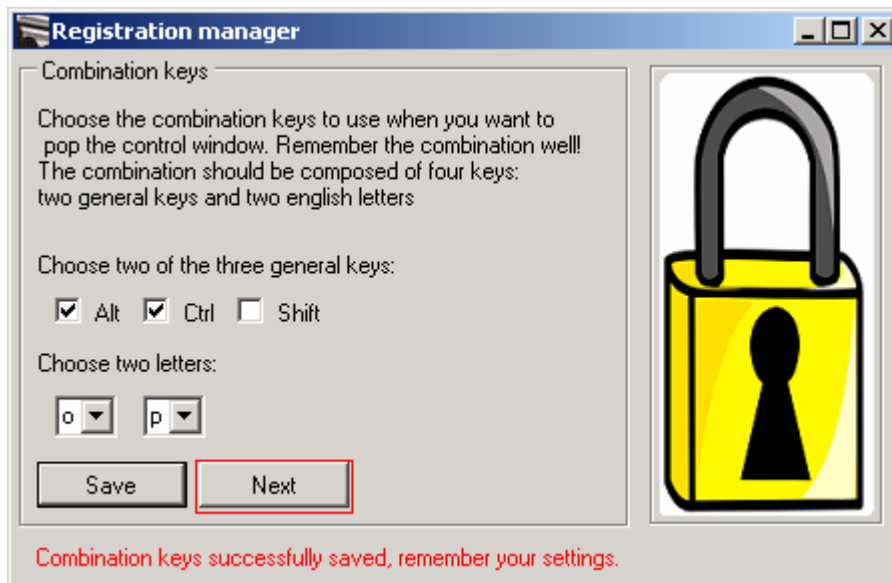 Registration manager
Combination keys
Choose the combination keys to use when you want to
pop the control window. Remember the combination well!
The combination should be composed of four keys:
two general keys and two english letters
Choose two of the three general keys:
Alt Ctrl Shift
Choose two letters:
o p
Save Next
Combination keys successfully saved, remember your settings.